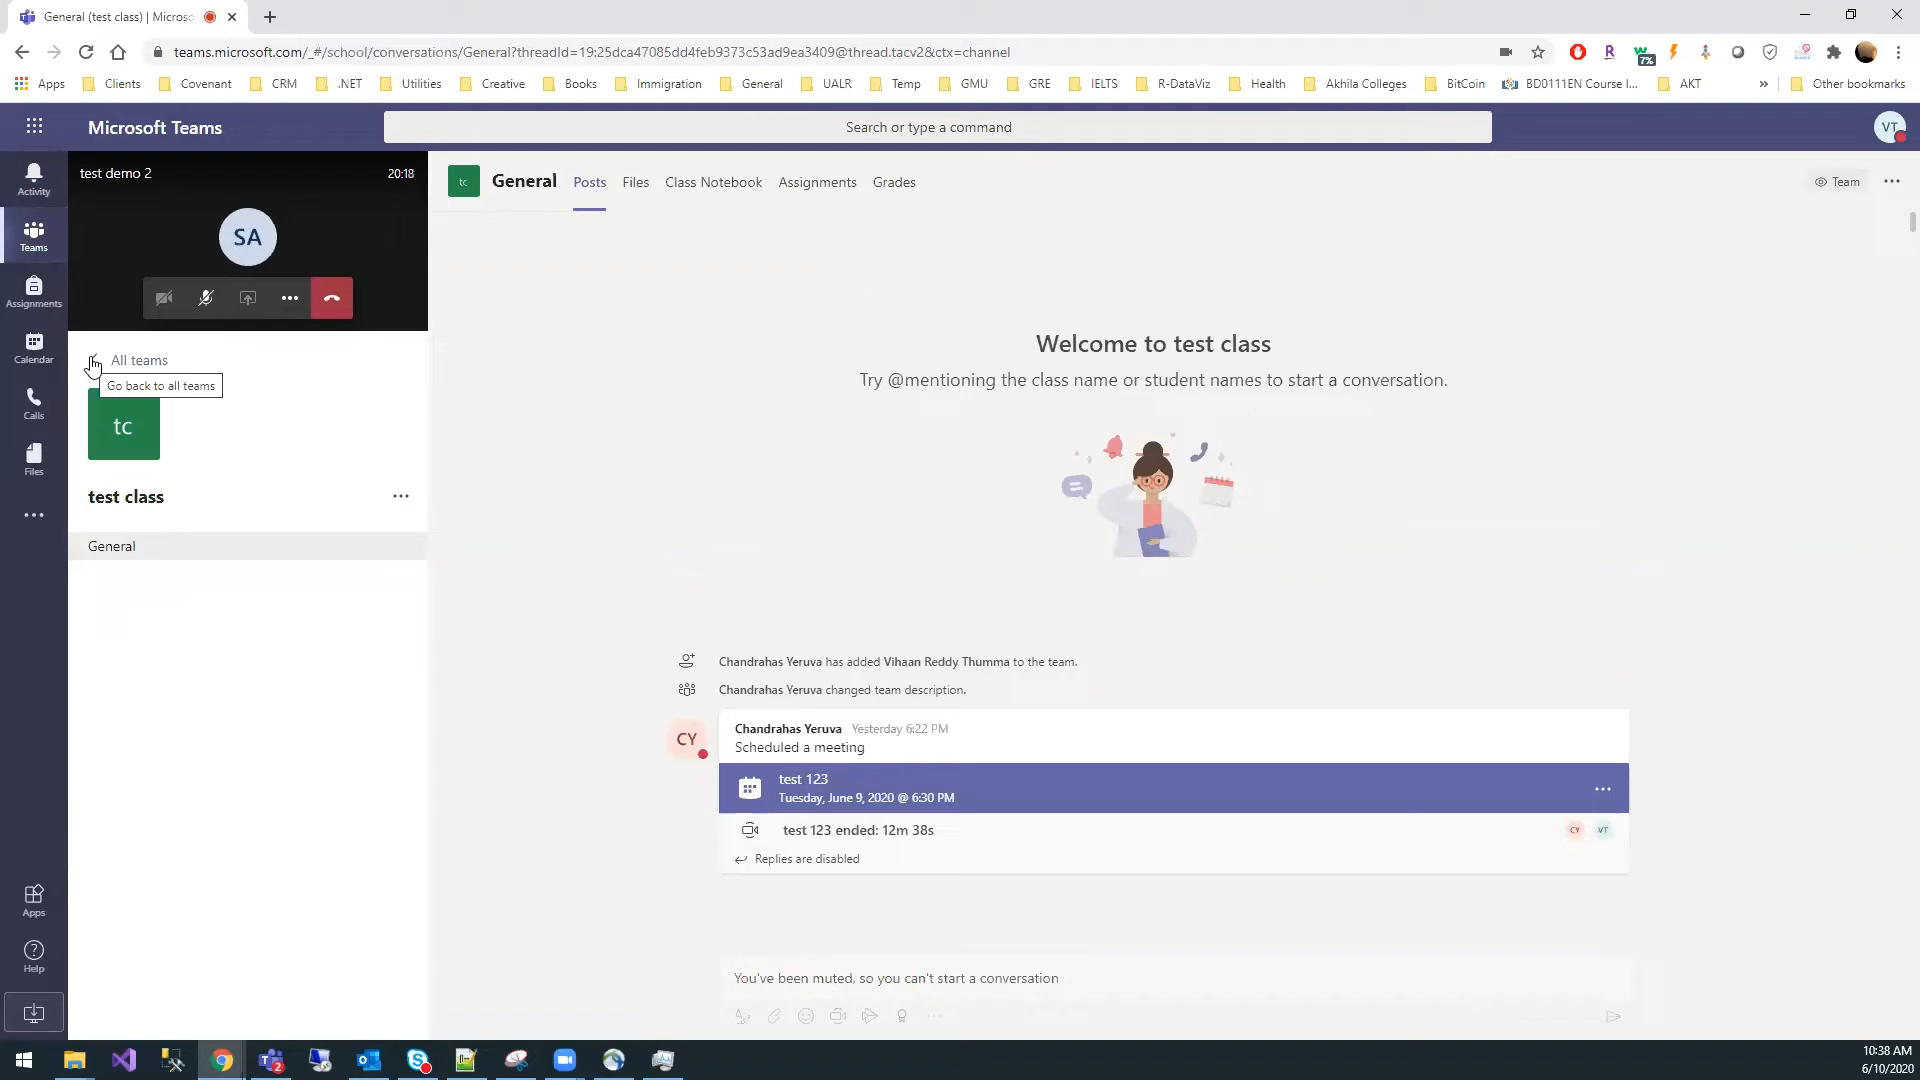 General (test class) | Microso
teams.microsoft.com/_#/school/conversations/General?threadId=19:25dca47085dd4feb9373c53ad9ea3409@thread.tacv2&ctx=channel
7%
Apps Clients Covenant CRM .NET Utilities Creative Books Immigration General UALR Temp GMU GRE IELTS R-DataViz Health Akhila Colleges BitCoin BD0111EN Course I... AKT » Other bookmarks
Microsoft Teams
Search or type a command
VT
Activity
Teams
Assignments
Calendar
Calls
Files
Apps
Help
test demo 2 20:18
SA
All teams
Go back to all teams
tc
test class
General
tc General Posts Files Class Notebook Assignments Grades
Team
Welcome to test class
Try @mentioning the class name or student names to start a conversation.
Chandrahas Yeruva has added Vihaan Reddy Thumma to the team.
Chandrahas Yeruva changed team description.
CY
Chandrahas Yeruva Yesterday 6:22 PM
Scheduled a meeting
test 123
Tuesday, June 9, 2020 @ 6:30 PM
test 123 ended: 12m 38s
CY VT
Replies are disabled
You've been muted, so you can't start a conversation
2
10:38 AM
6/10/2020